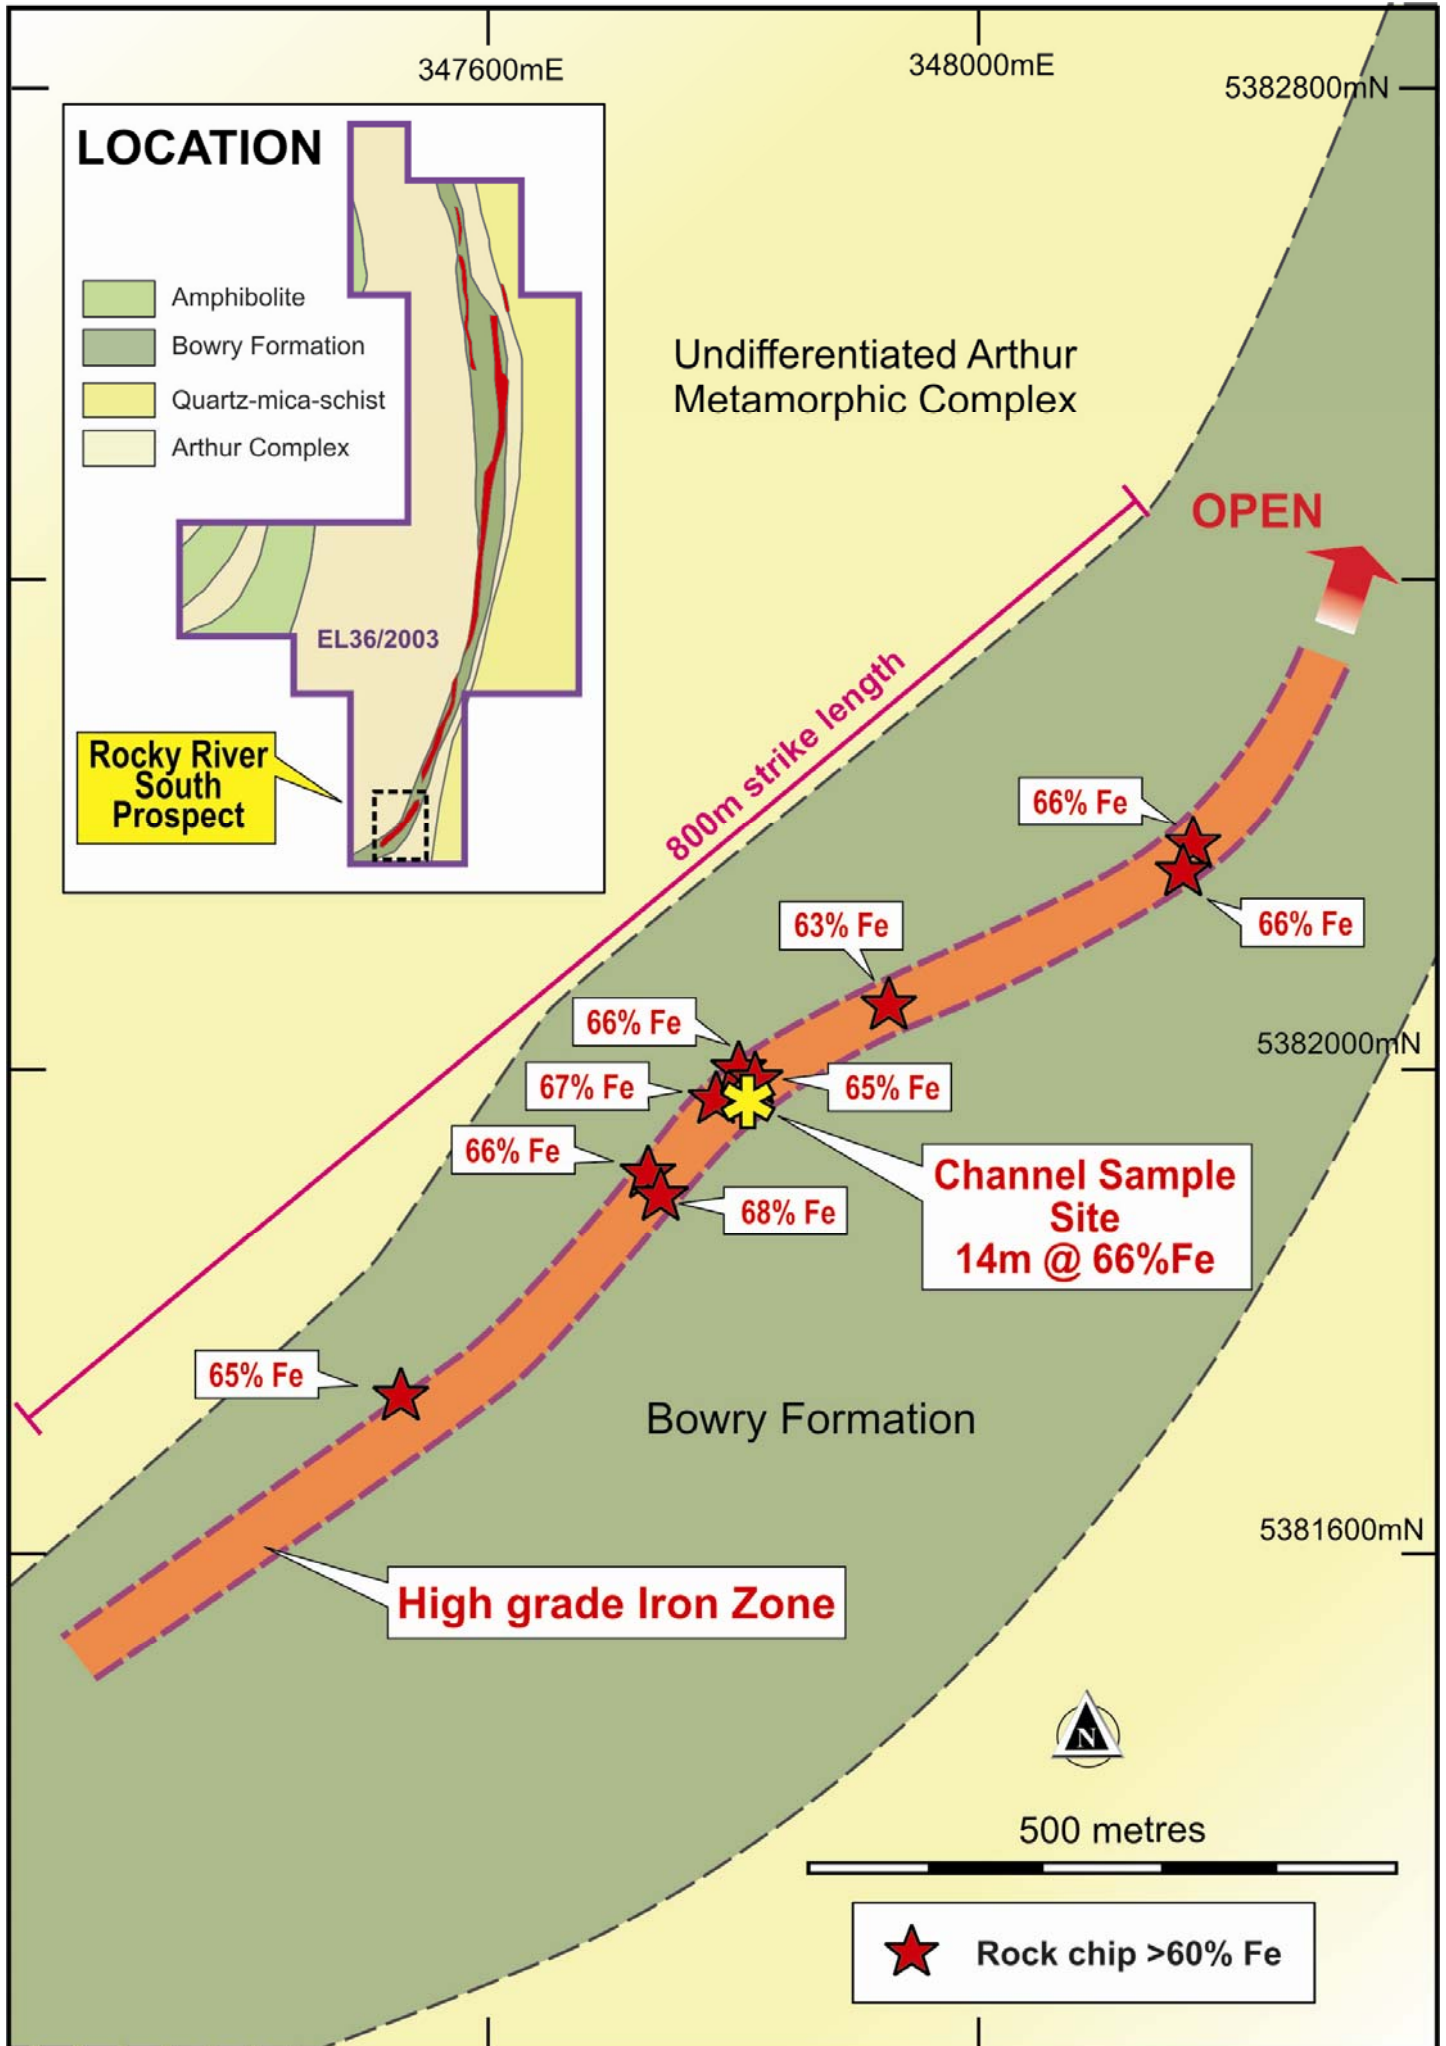 347600mE
348000mE
5382800mN
LOCATION
Amphibolite
Bowry Formation
Quartz-mica-schist
Arthur Complex
EL36/2003
Rocky River
South
Prospect
Undifferentiated Arthur
Metamorphic Complex
OPEN
800m strike length
66% Fe
66% Fe
63% Fe
66% Fe
5382000mN
67% Fe
65% Fe
66% Fe
68% Fe
Channel Sample
Site
14m @ 66%Fe
65% Fe
Bowry Formation
5381600mN
High grade Iron Zone
N
500 metres
Rock chip >60% Fe